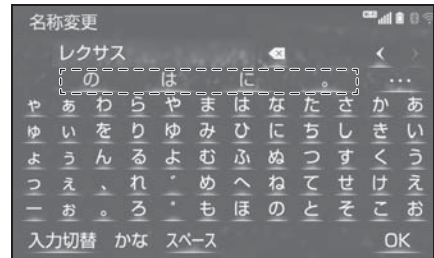 名称変更
レクサス
の は に 。 …
ゃ ぁ わ ら や ま は な た さ か あ
ゅ ぃ を り ゆ み ひ に ち し き い
ょ ぅ ん る よ む ふ ぬ つ す く う
っ ぇ 、 れ ゛ め へ ね て せ け え
ー ぉ 。 ろ ゜ も ほ の と そ こ お
入力切替 かな スペース OK